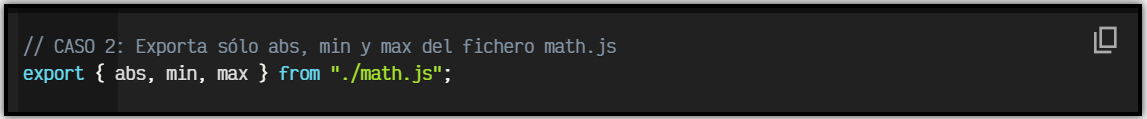 // CASO 2: Exporta sólo abs, min y max del fichero math.js
export { abs, min, max } from "./math.js";